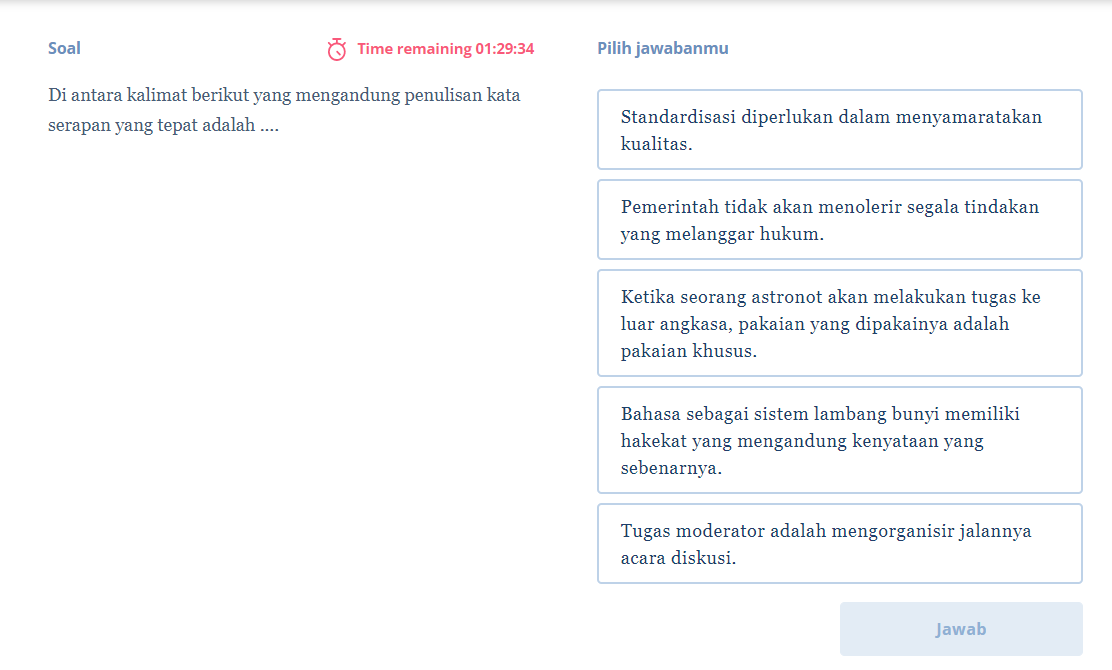 Soal
Time remaining 01:29:34
Di antara kalimat berikut yang mengandung penulisan kata
serapan yang tepat adalah ....
Pilih jawabanmu
Standardisasi diperlukan dalam menyamaratakan
kualitas.
Pemerintah tidak akan menolerir segala tindakan
yang melanggar hukum.
Ketika seorang astronot akan melakukan tugas ke
luar angkasa, pakaian yang dipakainya adalah
pakaian khusus.
Bahasa sebagai sistem lambang bunyi memiliki
hakekat yang mengandung kenyataan yang
sebenarnya.
Tugas moderator adalah mengorganisir jalannya
acara diskusi.
Jawab